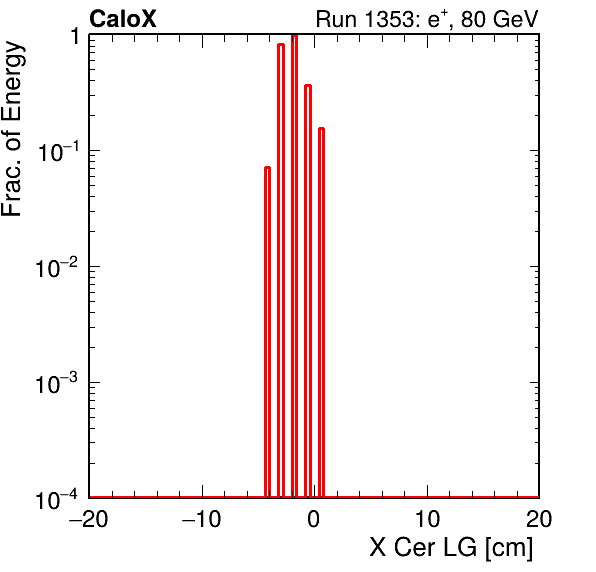 CaloX Run 1353: e⁺, 80 GeV
Frac. of Energy
1
10⁻¹
10⁻²
10⁻³
10⁻⁴
−20 −10 0 10 20
X Cer LG [cm]